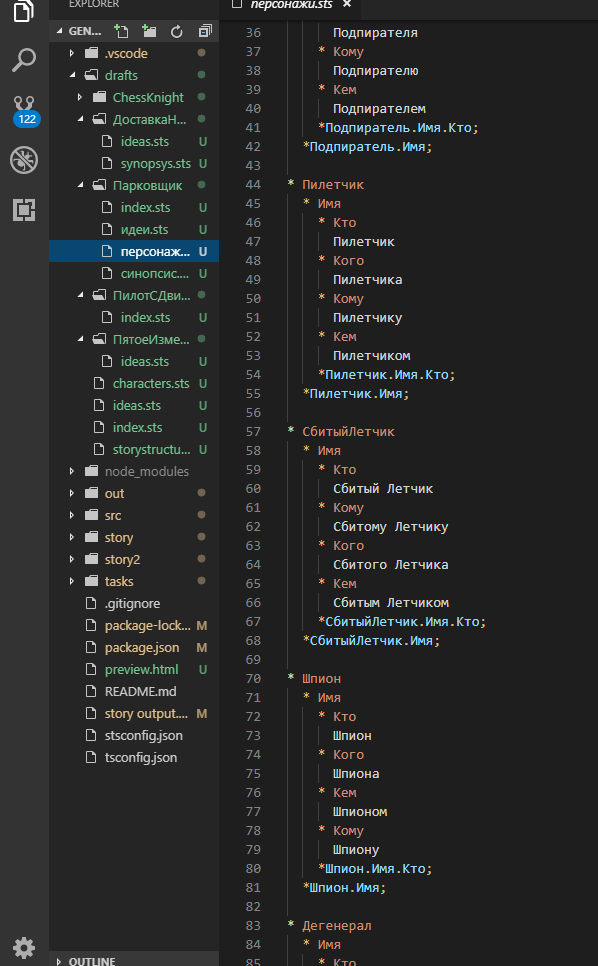 EXPLORER
GEN...
.vscode
drafts
ChessKnight
ДоставкаН...
ideas.sts U
synopsys.sts U
Парковщик
index.sts U
идеи.sts U
персонаж... U
синопсис.... U
ПилотСДви...
index.sts U
ПятоеИзме...
ideas.sts U
characters.sts U
ideas.sts U
index.sts U
storystructu... U
node_modules
out
src
story
story2
tasks
.gitignore
package-lock... M
package.json M
preview.html U
README.md
story output.... M
stsconfig.json
tsconfig.json
OUTLINE
122
персонажи.sts ×
36 Подпирателя
37 * Кому
38 Подпирателю
39 * Кем
40 Подпирателем
41 *Подпиратель.Имя.Кто;
42 *Подпиратель.Имя;
43
44 * Пилетчик
45 * Имя
46 * Кто
47 Пилетчик
48 * Кого
49 Пилетчика
50 * Кому
51 Пилетчику
52 * Кем
53 Пилетчиком
54 *Пилетчик.Имя.Кто;
55 *Пилетчик.Имя;
56
57 * СбитыйЛетчик
58 * Имя
59 * Кто
60 Сбитый Летчик
61 * Кому
62 Сбитому Летчику
63 * Кого
64 Сбитого Летчика
65 * Кем
66 Сбитым Летчиком
67 *СбитыйЛетчик.Имя.Кто;
68 *СбитыйЛетчик.Имя;
69
70 * Шпион
71 * Имя
72 * Кто
73 Шпион
74 * Кого
75 Шпиона
76 * Кем
77 Шпионом
78 * Кому
79 Шпиону
80 *Шпион.Имя.Кто;
81 *Шпион.Имя;
82
83 * Дегенерал
84 * Имя
85 * Кто